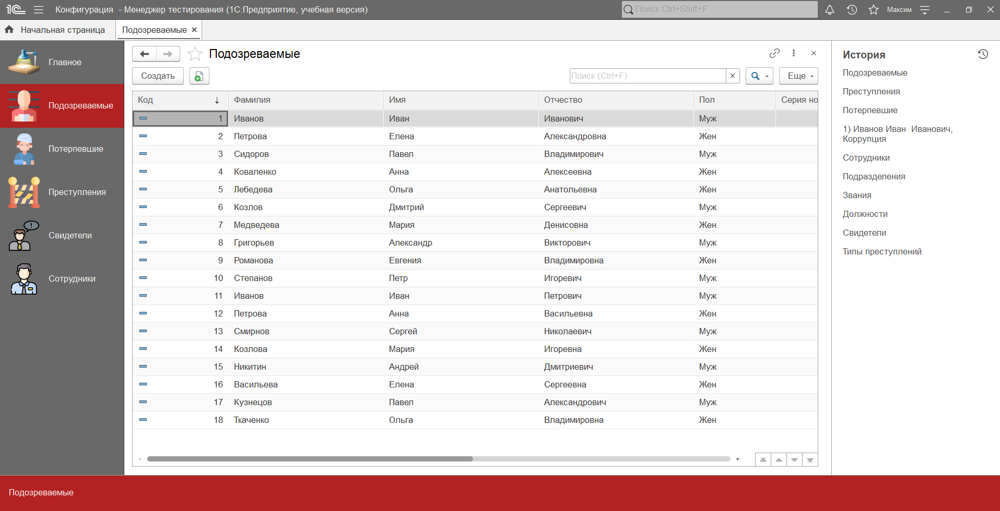 1С Конфигурация - Менеджер тестирования (1С:Предприятие, учебная версия) Поиск Ctrl+Shift+F Максим
Начальная страница Подозреваемые
Главное
Подозреваемые
Потерпевшие
Преступления
Свидетели
Сотрудники
Подозреваемые
Создать Поиск (Ctrl+F) Еще
Код Фамилия Имя Отчество Пол Серия но
1 Иванов Иван Иванович Муж
2 Петрова Елена Александровна Жен
3 Сидоров Павел Владимирович Муж
4 Коваленко Анна Алексеевна Жен
5 Лебедева Ольга Анатольевна Жен
6 Козлов Дмитрий Сергеевич Муж
7 Медведева Мария Денисовна Жен
8 Григорьев Александр Викторович Муж
9 Романова Евгения Владимировна Жен
10 Степанов Петр Игоревич Муж
11 Иванов Иван Петрович Муж
12 Петрова Анна Васильевна Жен
13 Смирнов Сергей Николаевич Муж
14 Козлова Мария Игоревна Жен
15 Никитин Андрей Дмитриевич Муж
16 Васильева Елена Сергеевна Жен
17 Кузнецов Павел Александрович Муж
18 Ткаченко Ольга Владимировна Жен
История
Подозреваемые
Преступления
Потерпевшие
1) Иванов Иван  Иванович,
Коррупция
Сотрудники
Подразделения
Звания
Должности
Свидетели
Типы преступлений
Подозреваемые